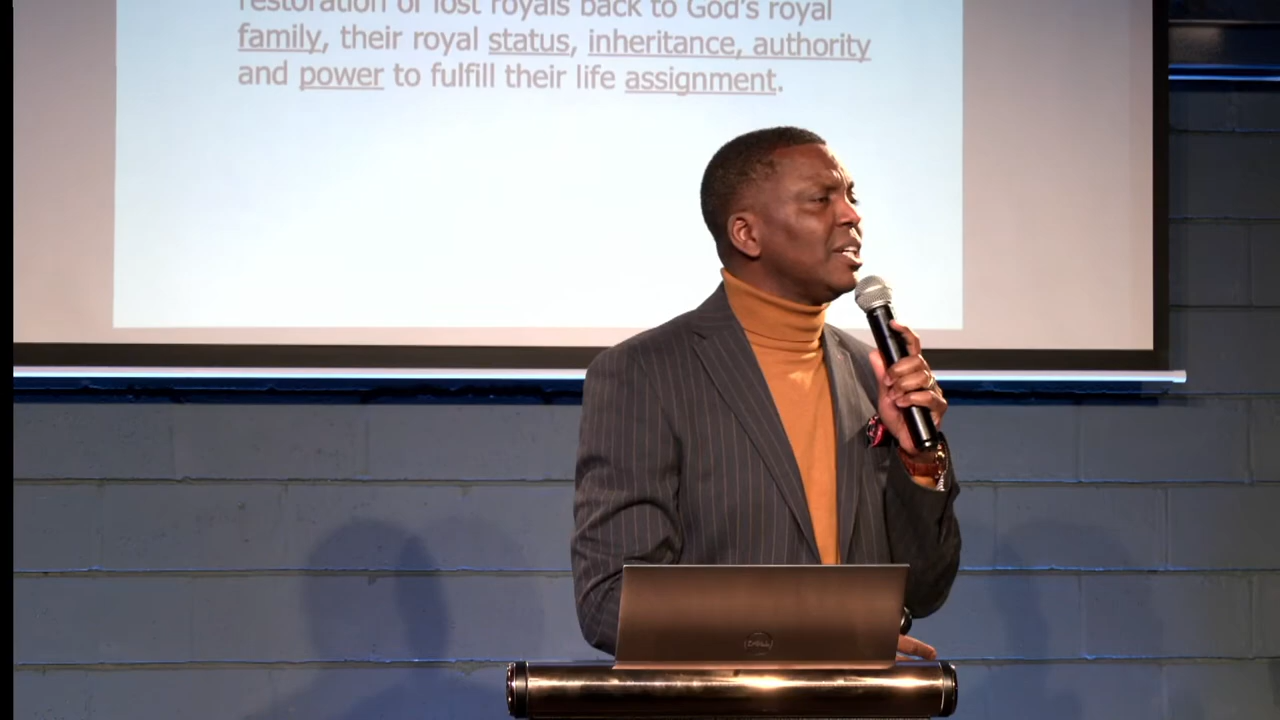 restoration of lost royals back to God's royal
family, their royal status, inheritance, authority
and power to fulfill their life assignment.
DELL